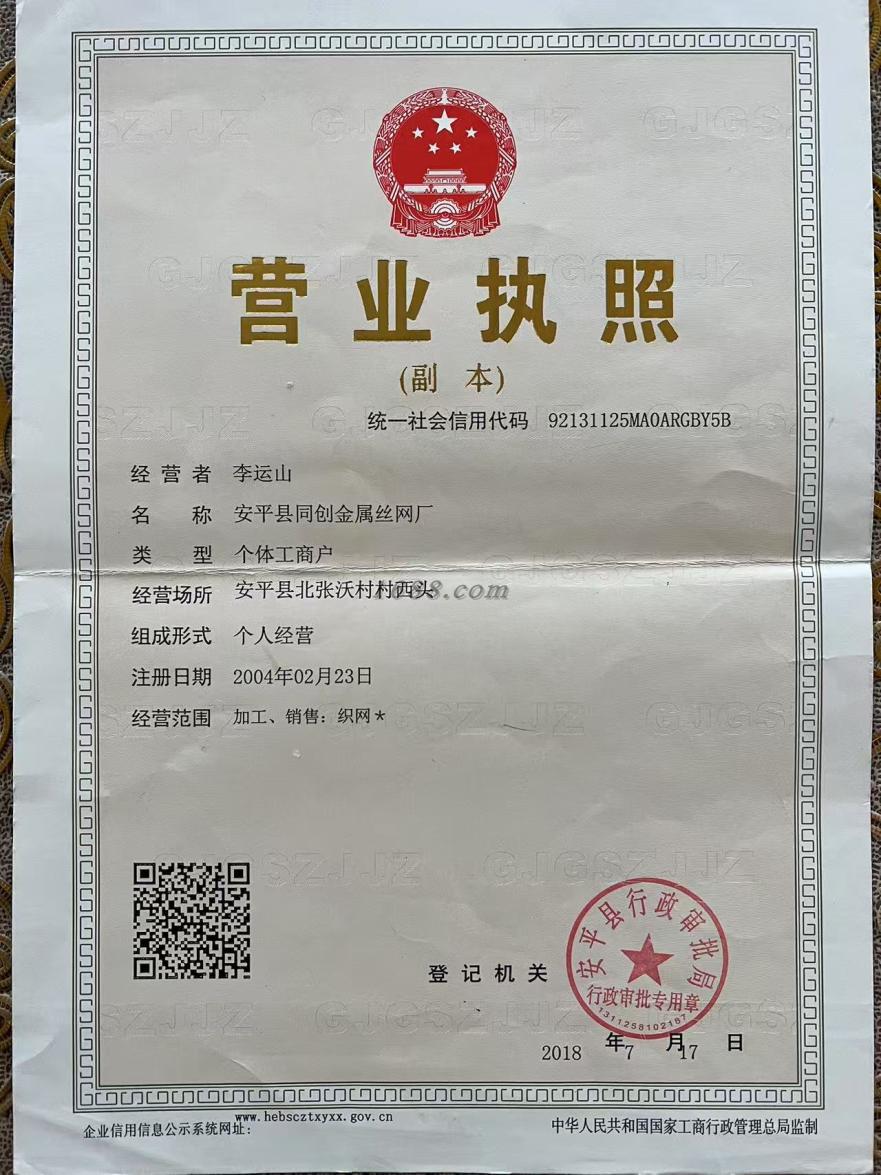 营业执照
(副 本)
统一社会信用代码 92131125MA0ARGBY5B
经营者 李运山
名 称 安平县同创金属丝网厂
类 型 个体工商户
经营场所 安平县北张沃村村西头
1688.com
组成形式 个人经营
注册日期 2004年02月23日
经营范围 加工、销售：织网*
登记机关
安平县行政审批局
行政审批专用章
1311258102187
2018 年7 月17 日
企业信用信息公示系统网址： www.hebscztxyxx.gov.cn
中华人民共和国国家工商行政管理总局监制
GJGSZJJZ